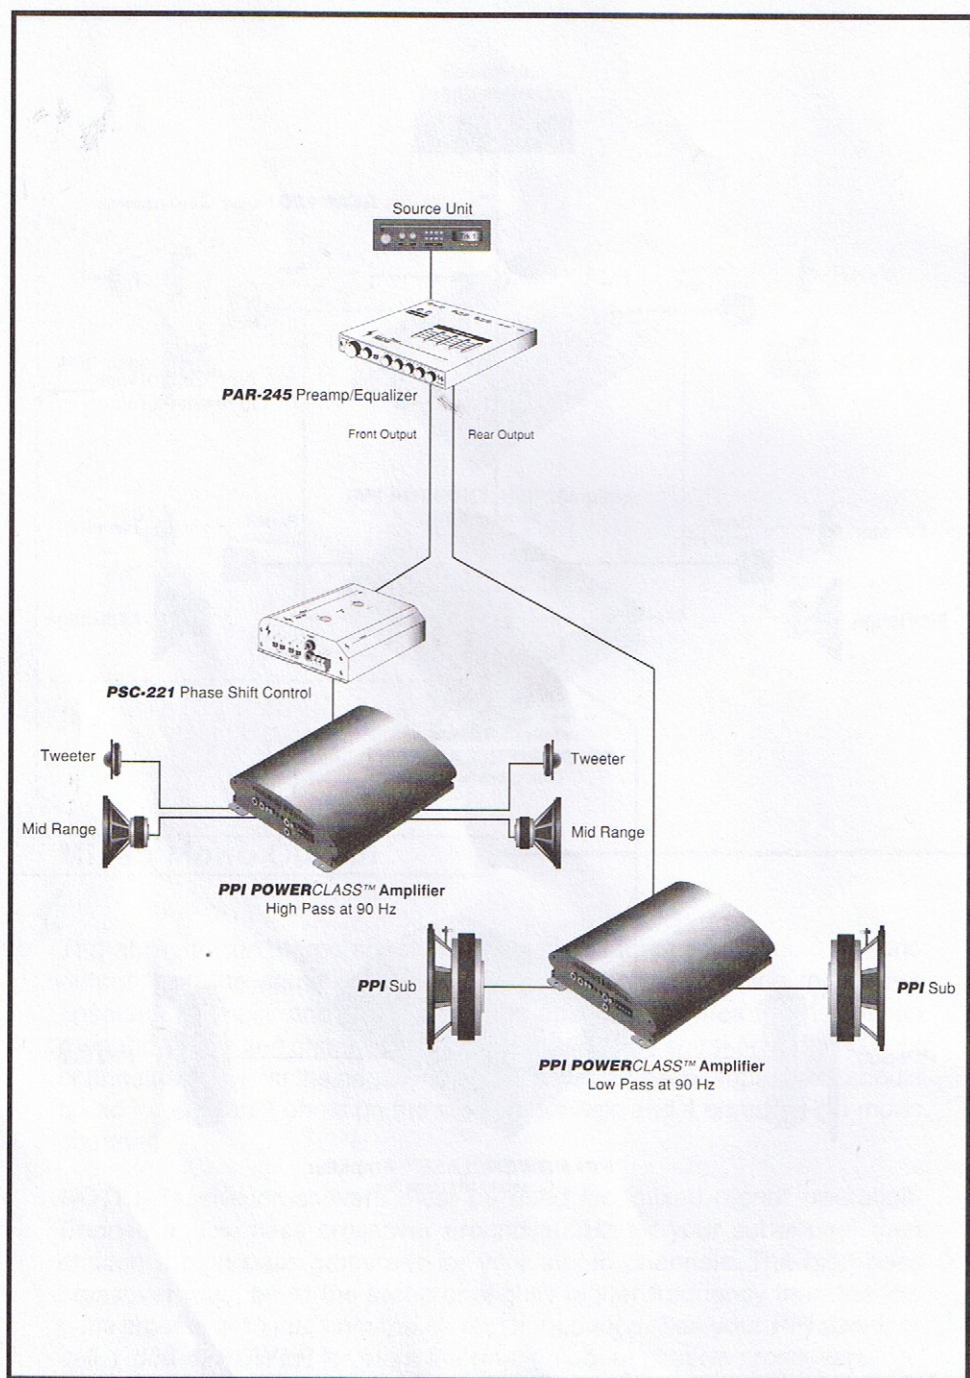 Source Unit
PAR-245 Preamp/Equalizer
Front Output
Rear Output
PSC•221 Phase Shift Control
Tweeter
Tweeter
Mid Range
Mid Range
PPI POWERCLASS™ Amplifier
High Pass at 90 Hz
PPI Sub
PPI Sub
PPI POWERCLASS™ Amplifier
Low Pass at 90 Hz